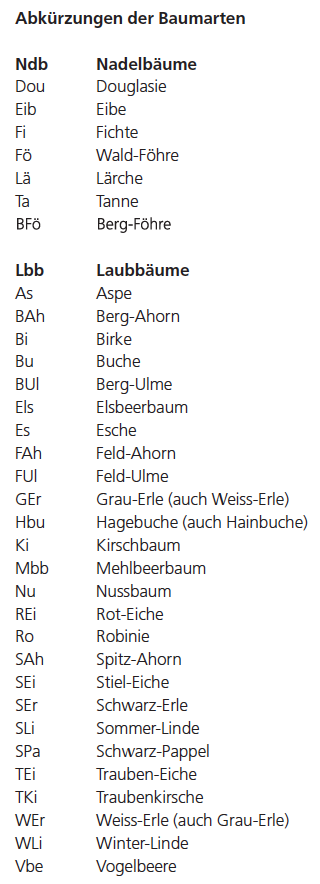 Abkürzungen der Baumarten
Ndb Nadelbäume
Dou Douglasie
Eib Eibe
Fi Fichte
Fö Wald-Föhre
Lä Lärche
Ta Tanne
BFö Berg-Föhre
Lbb Laubbäume
As Aspe
BAh Berg-Ahorn
Bi Birke
Bu Buche
BUl Berg-Ulme
Els Elsbeerbaum
Es Esche
FAh Feld-Ahorn
FUl Feld-Ulme
GEr Grau-Erle (auch Weiss-Erle)
Hbu Hagebuche (auch Hainbuche)
Ki Kirschbaum
Mbb Mehlbeerbaum
Nu Nussbaum
REi Rot-Eiche
Ro Robinie
SAh Spitz-Ahorn
SEi Stiel-Eiche
SEr Schwarz-Erle
SLi Sommer-Linde
SPa Schwarz-Pappel
TEi Trauben-Eiche
TKi Traubenkirsche
WEr Weiss-Erle (auch Grau-Erle)
WLi Winter-Linde
Vbe Vogelbeere